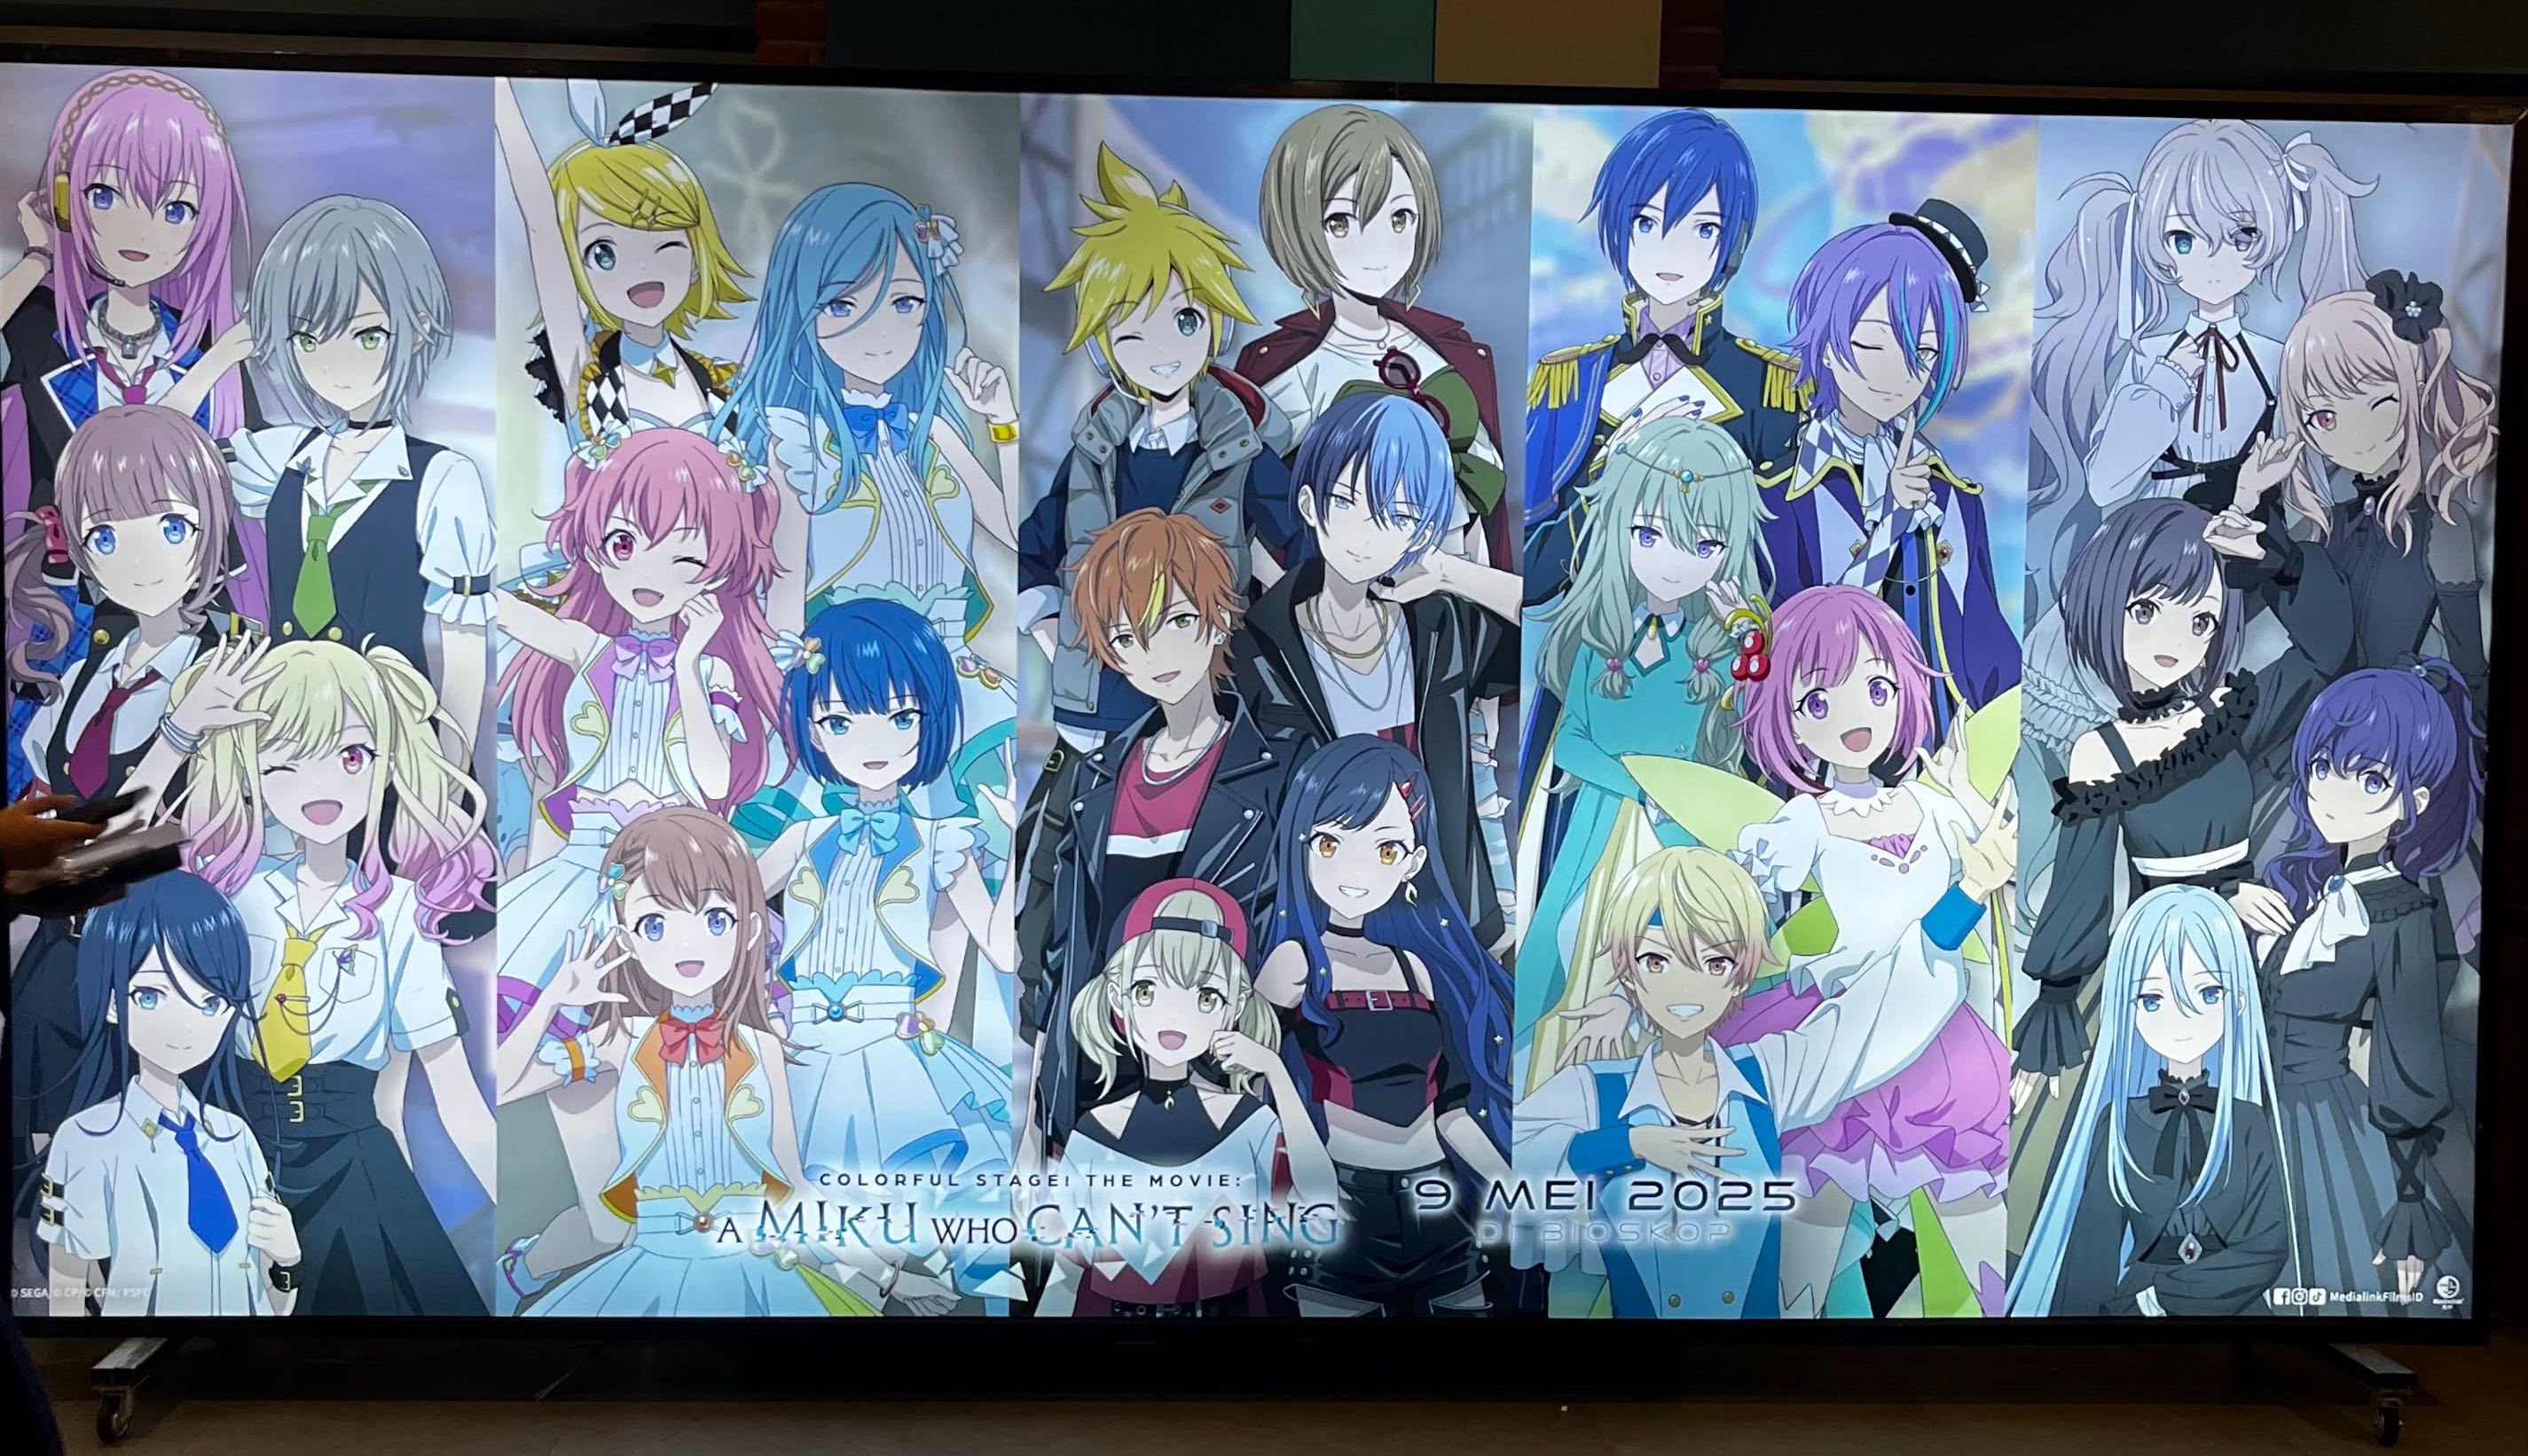 COLORFUL STAGE! THE MOVIE:
A MIKU WHO CAN'T SING
9 MEI 2025
DI BIOSKOP
© SEGA/ © CP/ © CFM/ PSFC
MedialinkFilmsID